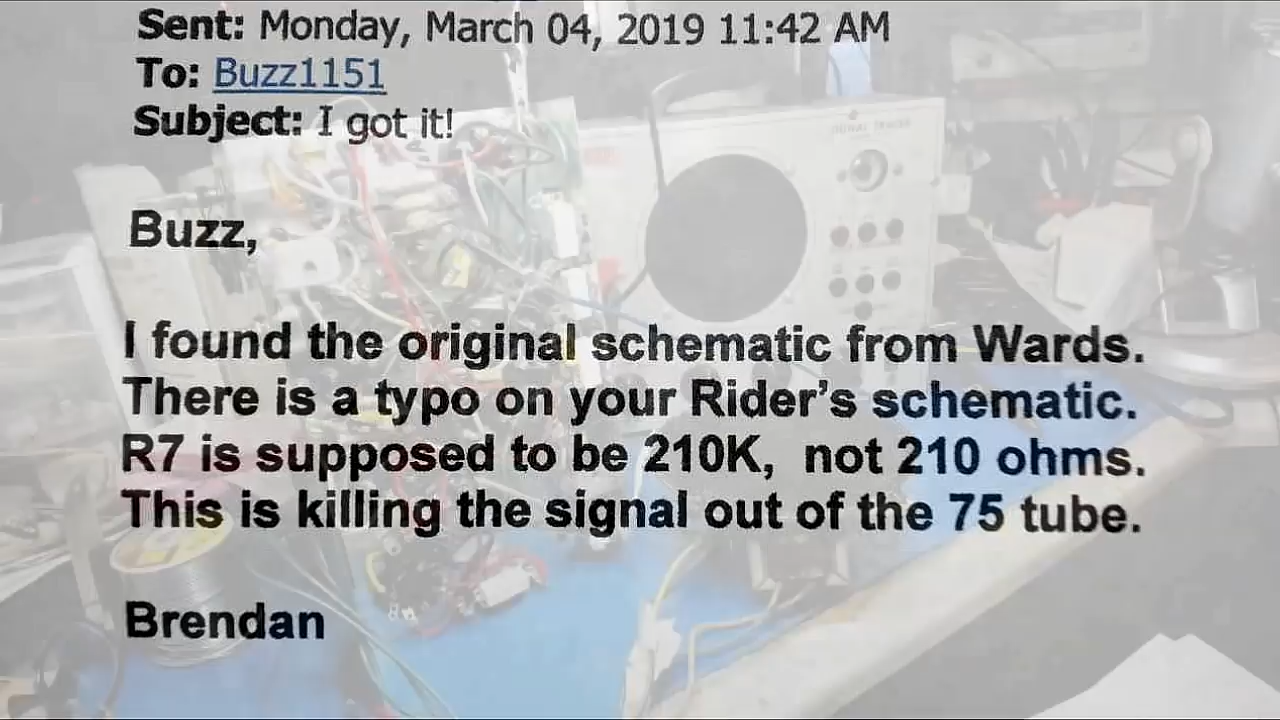 Sent: Monday, March 04, 2019 11:42 AM
To: Buzz1151
Subject: I got it!
SIGNAL TRACER
Buzz,
I found the original schematic from Wards.
There is a typo on your Rider's schematic.
R7 is supposed to be 210K, not 210 ohms.
This is killing the signal out of the 75 tube.
Brendan